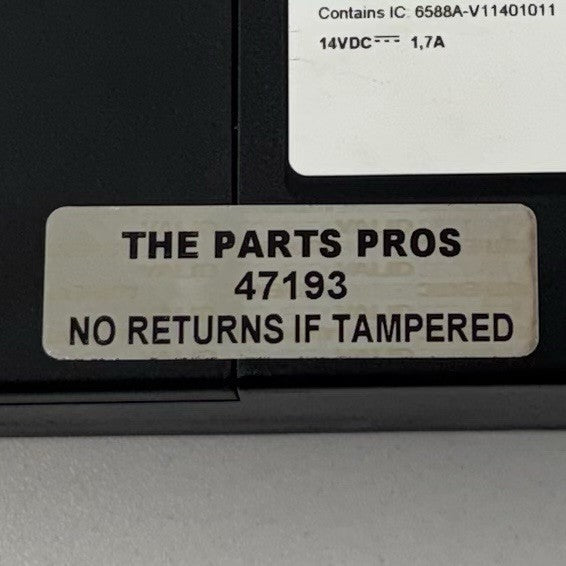 Contains IC: 6588A-V11401011
14VDC⎓ 1,7A
THE PARTS PROS
47193
NO RETURNS IF TAMPERED